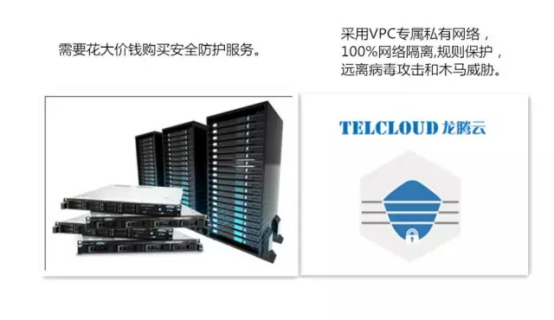 需要花大价钱购买安全防护服务。
采用VPC专属私有网络，
100%网络隔离,规则保护，
远离病毒攻击和木马威胁。
TELCLOUD 龙腾云